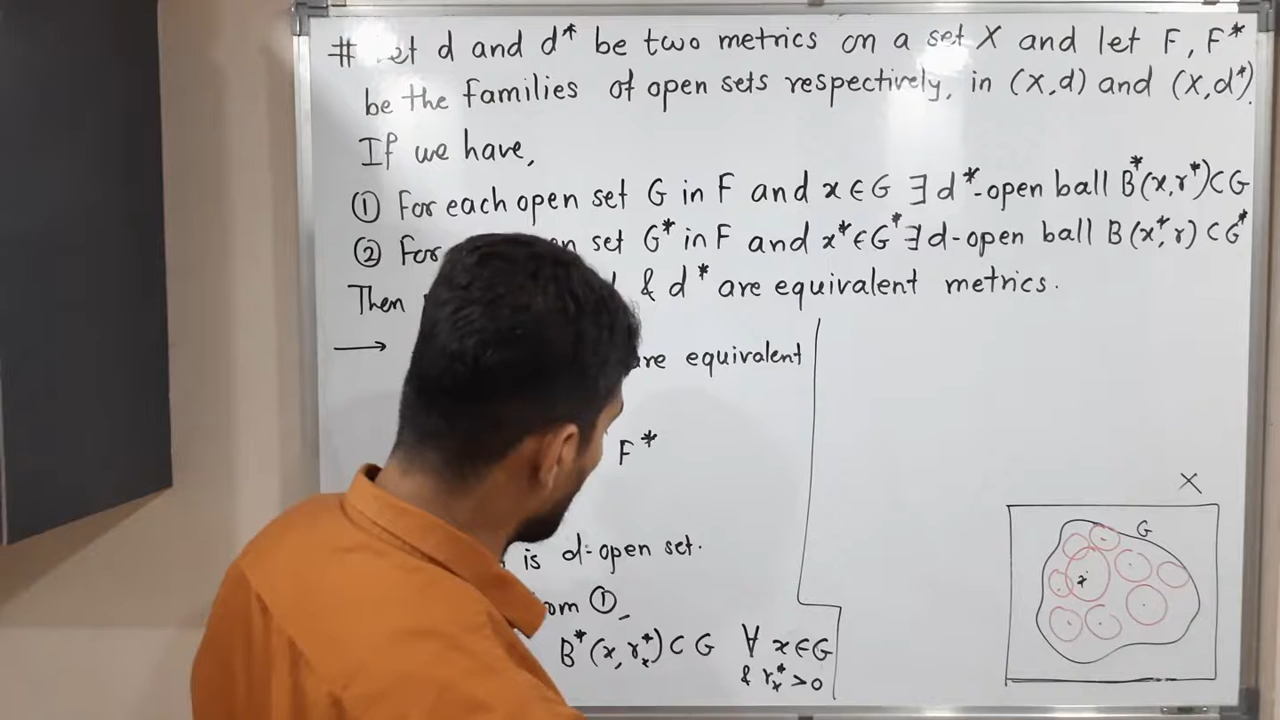 # et d and d* be two metrics on a set X and let F, F*
be the families of open sets respectively, in (X,d) and (X,d*).
If we have,
① For each open set G in F and x∈G ∃ d*-open ball B*(x,r*)⊂G
② For en set G* in F and x*∈G* ∃ d-open ball B(x*,r)⊂G*
Then & d* are equivalent metrics.
→ are equivalent
F*
is d-open set.
om ①
B*(x,r*ₓ)⊂G ∀ x∈G
& r*ₓ>0
X
G
x